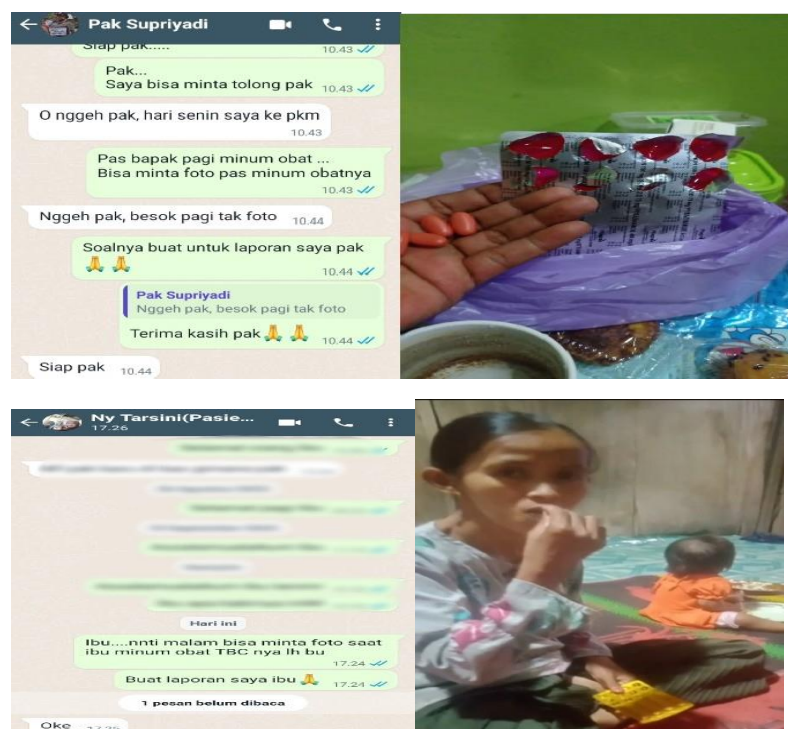 Pak Supriyadi
Siap pak.....
10.43
Pak...
Saya bisa minta tolong pak
10.43
O nggeh pak, hari senin saya ke pkm
10.43
Pas bapak pagi minum obat ...
Bisa minta foto pas minum obatnya
10.43
Nggeh pak, besok pagi tak foto
10.44
Soalnya buat untuk laporan saya pak
🙏 🙏
10.44
Pak Supriyadi
Nggeh pak, besok pagi tak foto
Terima kasih pak 🙏 🙏
10.44
Siap pak
10.44
Ny Tarsini(Pasie...
17.26
Hari ini
Ibu....nnti malam bisa minta foto saat
ibu minum obat TBC nya lh bu
17.24
Buat laporan saya ibu 🙏
17.24
1 pesan belum dibaca
Oke